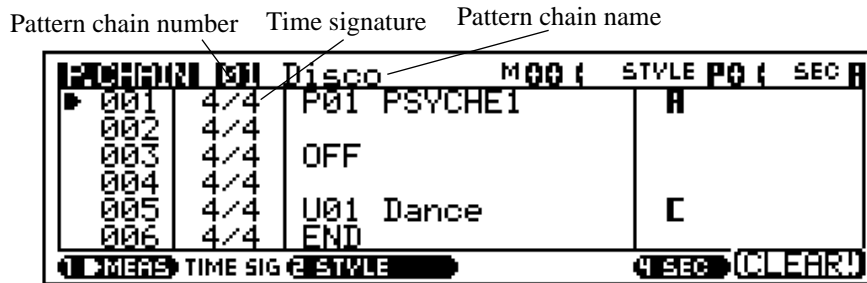 Pattern chain number Time signature Pattern chain name
P.CHAIN 01 Disco M001 STYLE P01 SEC A
001 4/4 P01 PSYCHE1 A
002 4/4
003 4/4 OFF
004 4/4
005 4/4 U01 Dance C
006 4/4 END
1 MEAS TIME SIG 2 STYLE 4 SEC (CLEAR!)